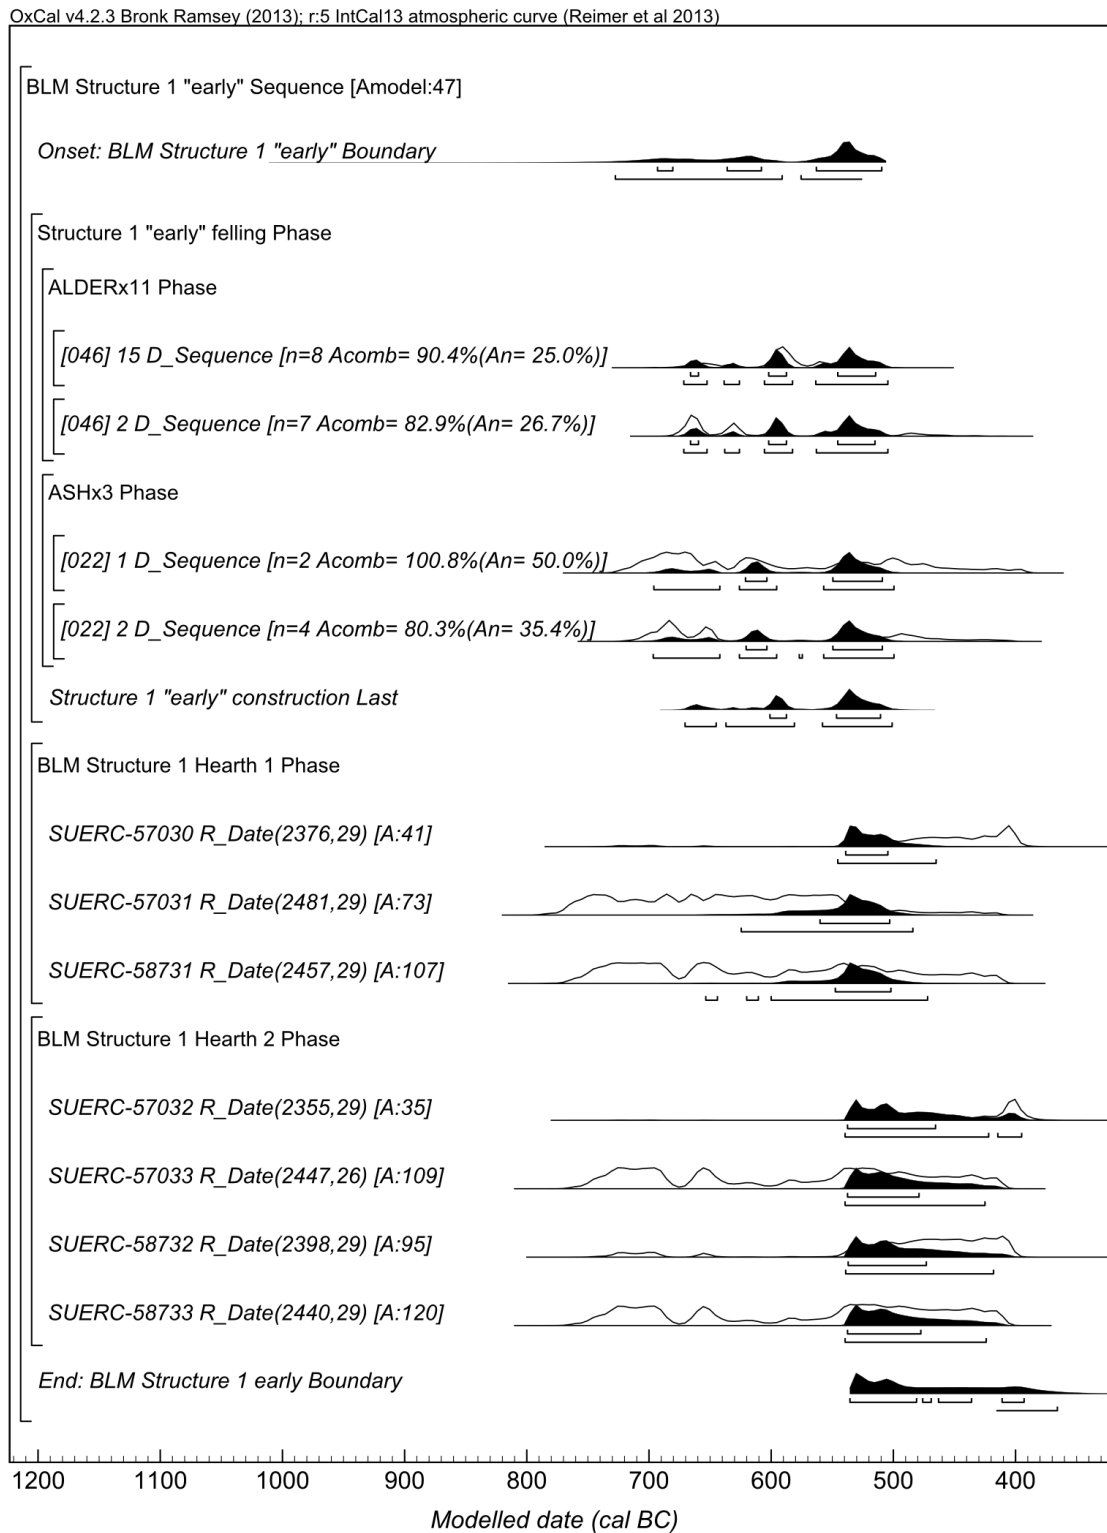 OxCal v4.2.3 Bronk Ramsey (2013); r:5 IntCal13 atmospheric curve (Reimer et al 2013)
BLM Structure 1 "early" Sequence [Amodel:47]
Onset: BLM Structure 1 "early" Boundary
Structure 1 "early" felling Phase
ALDERx11 Phase
[046] 15 D_Sequence [n=8 Acomb= 90.4%(An= 25.0%)]
[046] 2 D_Sequence [n=7 Acomb= 82.9%(An= 26.7%)]
ASHx3 Phase
[022] 1 D_Sequence [n=2 Acomb= 100.8%(An= 50.0%)]
[022] 2 D_Sequence [n=4 Acomb= 80.3%(An= 35.4%)]
Structure 1 "early" construction Last
BLM Structure 1 Hearth 1 Phase
SUERC-57030 R_Date(2376,29) [A:41]
SUERC-57031 R_Date(2481,29) [A:73]
SUERC-58731 R_Date(2457,29) [A:107]
BLM Structure 1 Hearth 2 Phase
SUERC-57032 R_Date(2355,29) [A:35]
SUERC-57033 R_Date(2447,26) [A:109]
SUERC-58732 R_Date(2398,29) [A:95]
SUERC-58733 R_Date(2440,29) [A:120]
End: BLM Structure 1 early Boundary
1200 1100 1000 900 800 700 600 500 400
Modelled date (cal BC)